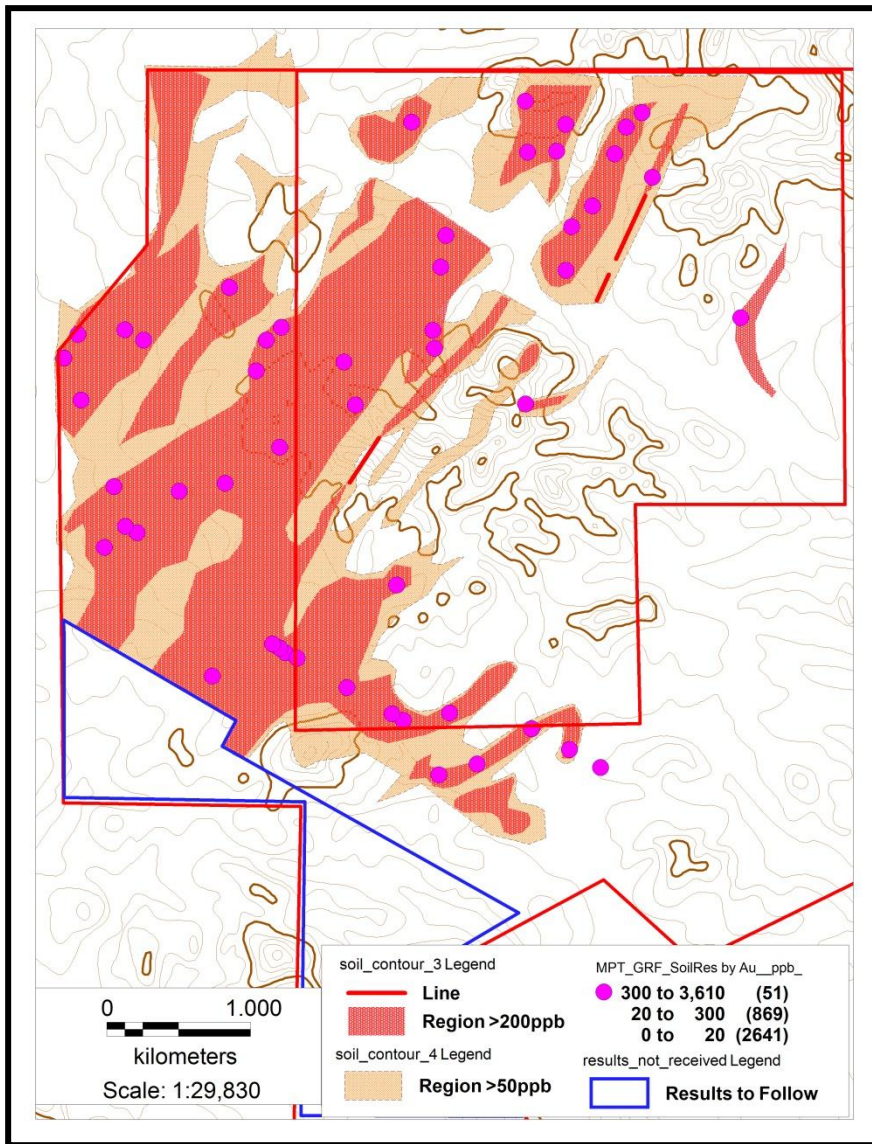 0 1.000
kilometers
Scale: 1:29,830
soil_contour_3 Legend
Line
Region >200ppb
soil_contour_4 Legend
Region >50ppb
MPT_GRF_SoilRes by Au__ppb_
300 to 3,610 (51)
20 to 300 (869)
0 to 20 (2641)
results_not_received Legend
Results to Follow